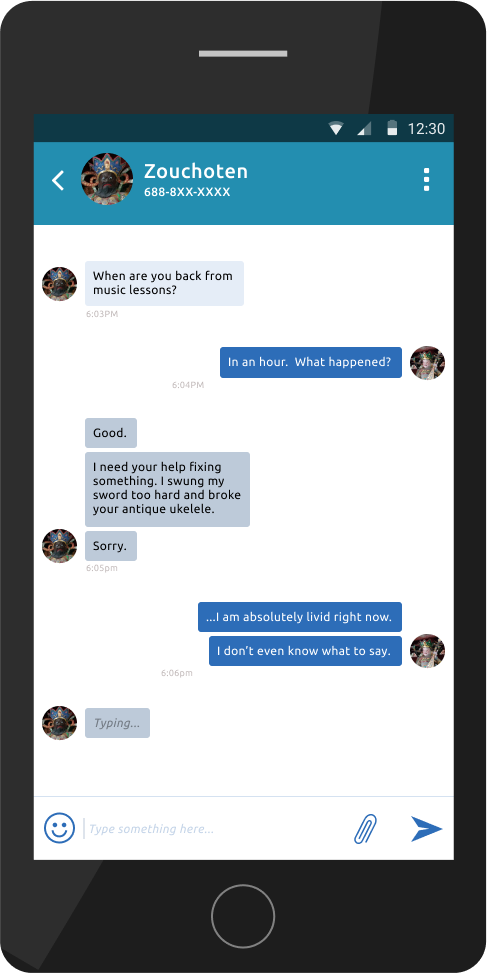 12:30
Zouchoten
688-8XX-XXXX
When are you back from
music lessons?
6:03PM
In an hour.  What happened?
6:04PM
Good.
I need your help fixing
something. I swung my
sword too hard and broke
your antique ukelele.
Sorry.
6:05pm
...I am absolutely livid right now.
I don't even know what to say.
6:06pm
Typing...
Type something here...